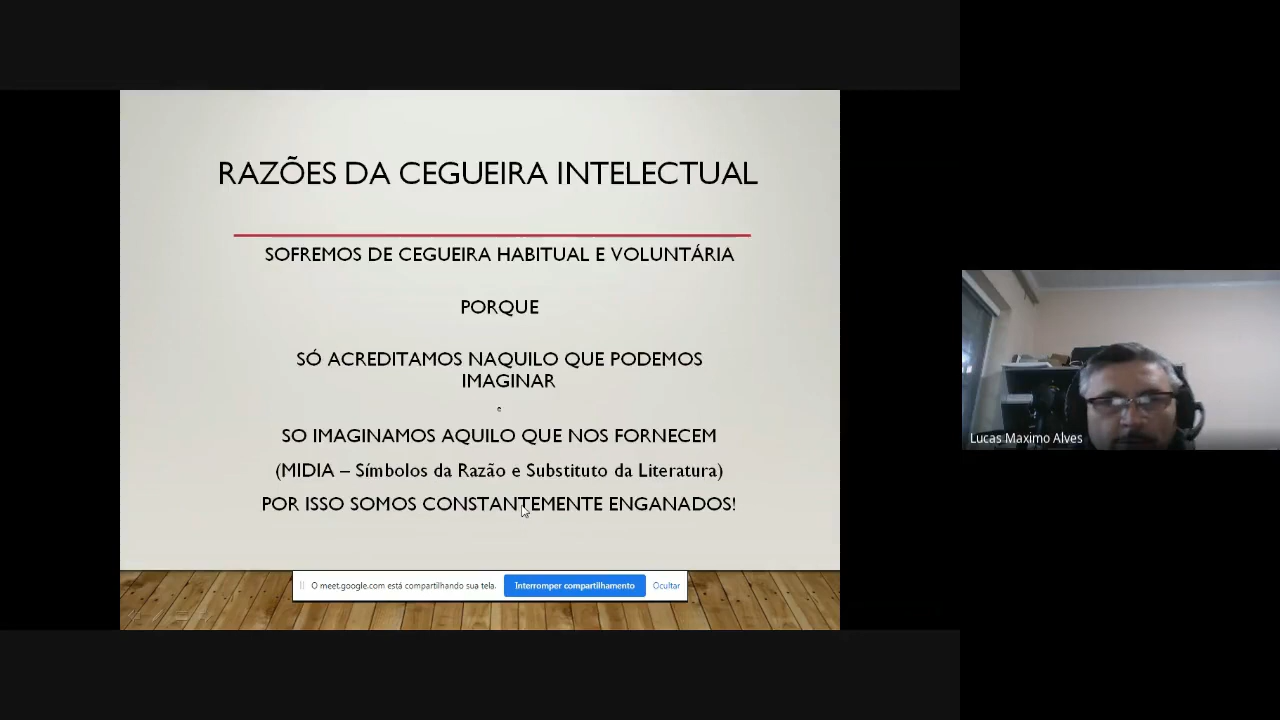 RAZÕES DA CEGUEIRA INTELECTUAL
SOFREMOS DE CEGUEIRA HABITUAL E VOLUNTÁRIA
PORQUE
SÓ ACREDITAMOS NAQUILO QUE PODEMOS
IMAGINAR
e
SO IMAGINAMOS AQUILO QUE NOS FORNECEM
(MIDIA – Símbolos da Razão e Substituto da Literatura)
POR ISSO SOMOS CONSTANTEMENTE ENGANADOS!
O meet.google.com está compartilhando sua tela.
Interromper compartilhamento
Ocultar
Lucas Maximo Alves